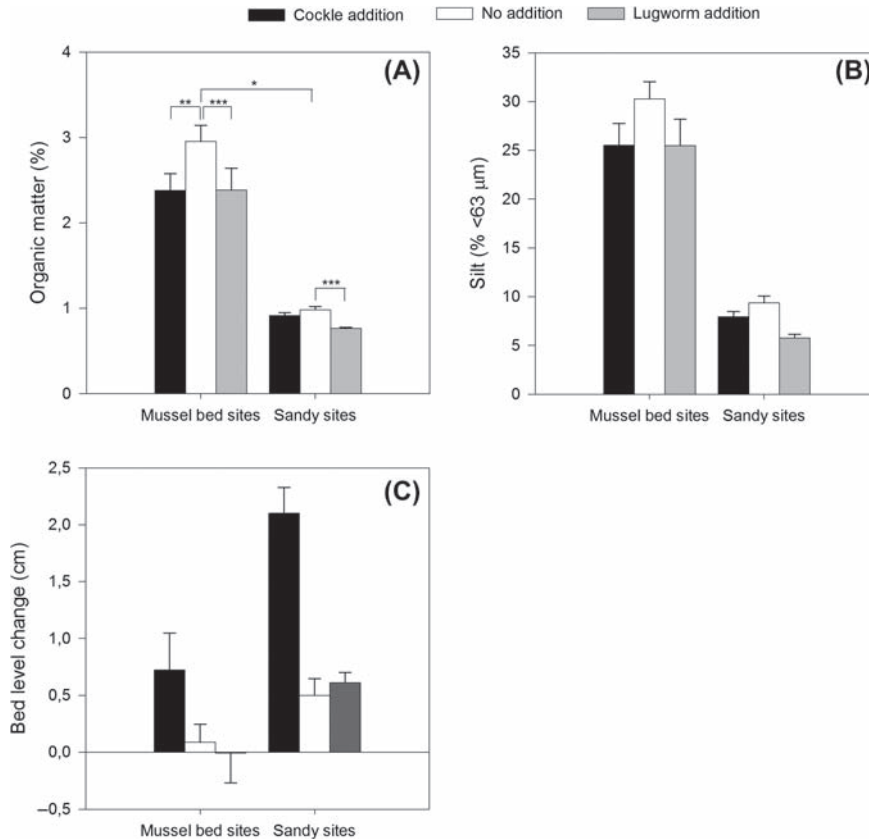 Cockle addition No addition Lugworm addition
(A)
4
3
2
1
0
Organic matter (%)
** *** *
***
Mussel bed sites Sandy sites
(B)
35
30
25
20
15
10
5
0
Silt (% <63 µm)
Mussel bed sites Sandy sites
(C)
2,5
2,0
1,5
1,0
0,5
0,0
–0,5
Bed level change (cm)
Mussel bed sites Sandy sites